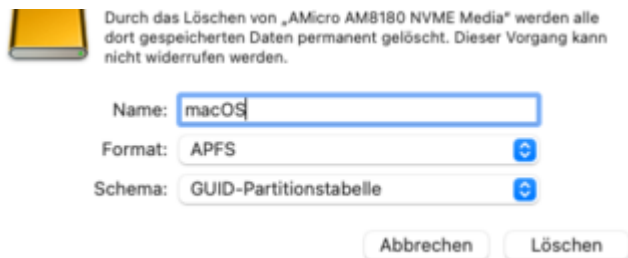 Durch das Löschen von „AMicro AM8180 NVME Media“ werden alle
dort gespeicherten Daten permanent gelöscht. Dieser Vorgang kann
nicht widerrufen werden.
Name: macOS
Format: APFS
Schema: GUID-Partitionstabelle
Abbrechen Löschen